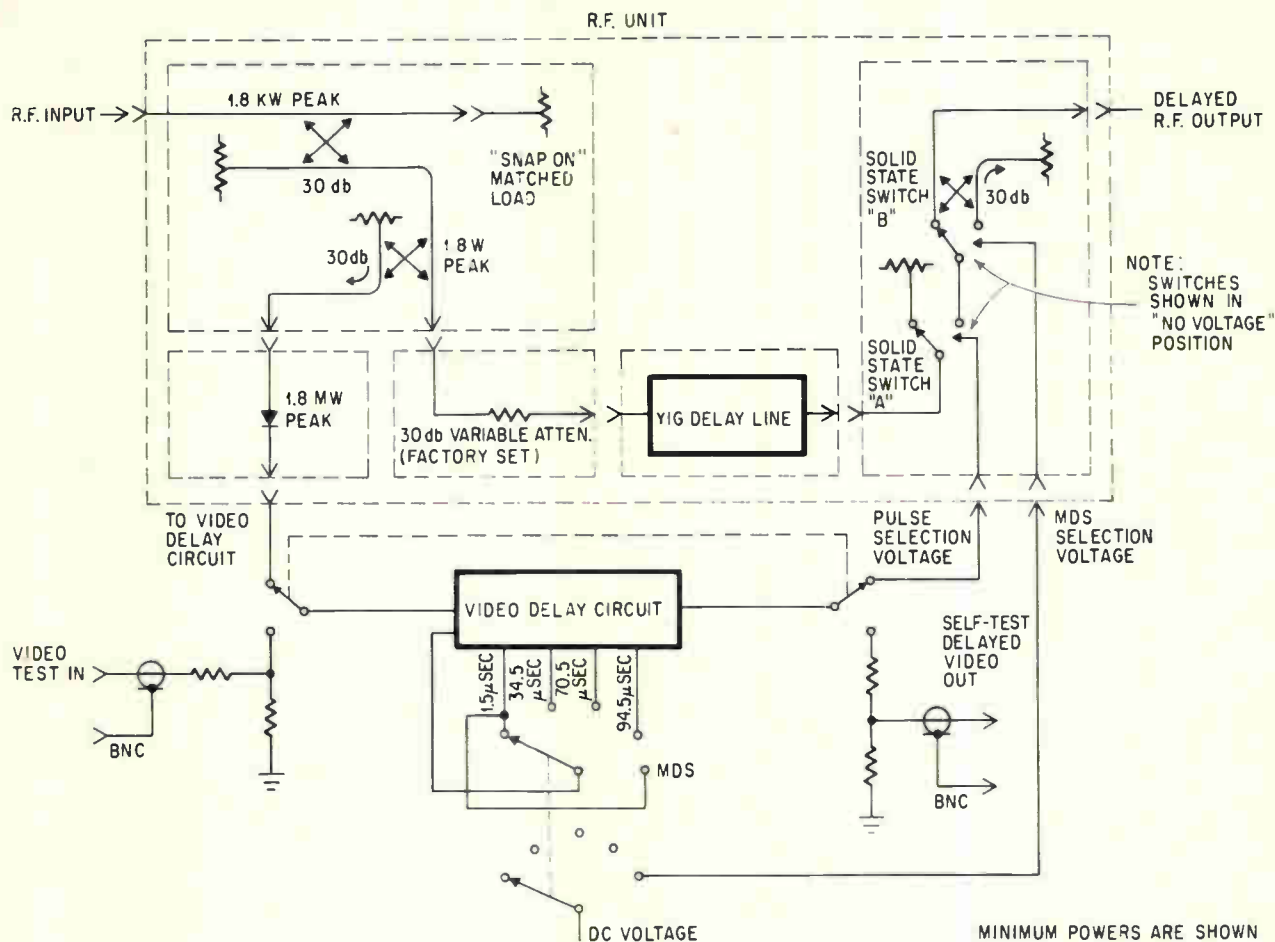 R.F. UNIT
R.F. INPUT
1.8 KW PEAK
30 db
"SNAP ON"
MATCHED
LOAD
30db
1.8 W
PEAK
1.8 MW
PEAK
30db VARIABLE ATTEN.
(FACTORY SET)
YIG DELAY LINE
SOLID
STATE
SWITCH
"B"
30db
DELAYED
R.F. OUTPUT
SOLID
STATE
SWITCH
"A"
NOTE:
SWITCHES
SHOWN IN
"NO VOLTAGE"
POSITION
TO VIDEO
DELAY
CIRCUIT
PULSE
SELECTION
VOLTAGE
MDS
SELECTION
VOLTAGE
VIDEO DELAY CIRCUIT
VIDEO
TEST IN
BNC
1.5µSEC
34.5
µSEC
70.5
µSEC
94.5µSEC
MDS
SELF-TEST
DELAYED
VIDEO
OUT
BNC
DC VOLTAGE
MINIMUM POWERS ARE SHOWN